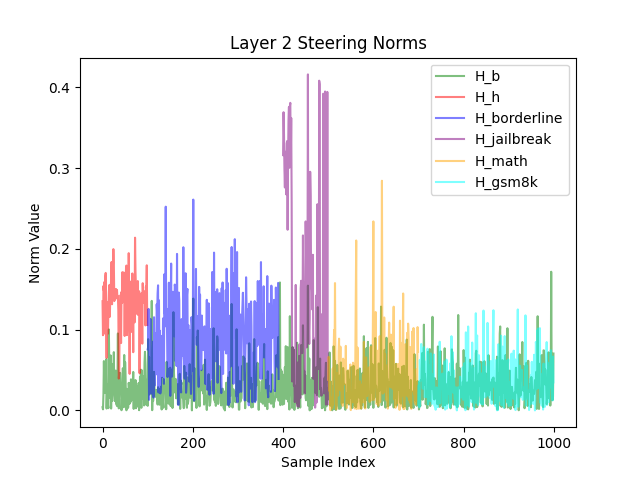 Layer 2 Steering Norms
Norm Value
0.4
0.3
0.2
0.1
0.0
H_b
H_h
H_borderline
H_jailbreak
H_math
H_gsm8k
0
200
400
600
800
1000
Sample Index